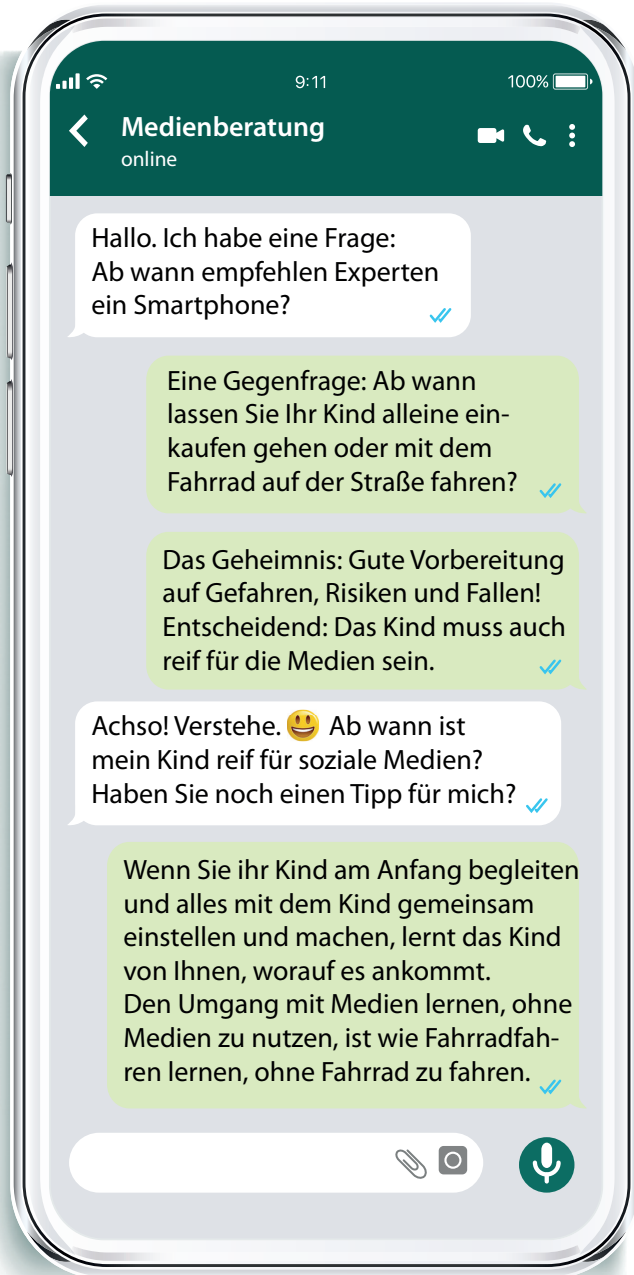 9:11
100%
Medienberatung
online
Hallo. Ich habe eine Frage:
Ab wann empfehlen Experten
ein Smartphone?
Eine Gegenfrage: Ab wann
lassen Sie Ihr Kind alleine ein-
kaufen gehen oder mit dem
Fahrrad auf der Straße fahren?
Das Geheimnis: Gute Vorbereitung
auf Gefahren, Risiken und Fallen!
Entscheidend: Das Kind muss auch
reif für die Medien sein.
Achso! Verstehe. 😃 Ab wann ist
mein Kind reif für soziale Medien?
Haben Sie noch einen Tipp für mich?
Wenn Sie ihr Kind am Anfang begleiten
und alles mit dem Kind gemeinsam
einstellen und machen, lernt das Kind
von Ihnen, worauf es ankommt.
Den Umgang mit Medien lernen, ohne
Medien zu nutzen, ist wie Fahrradfah-
ren lernen, ohne Fahrrad zu fahren.